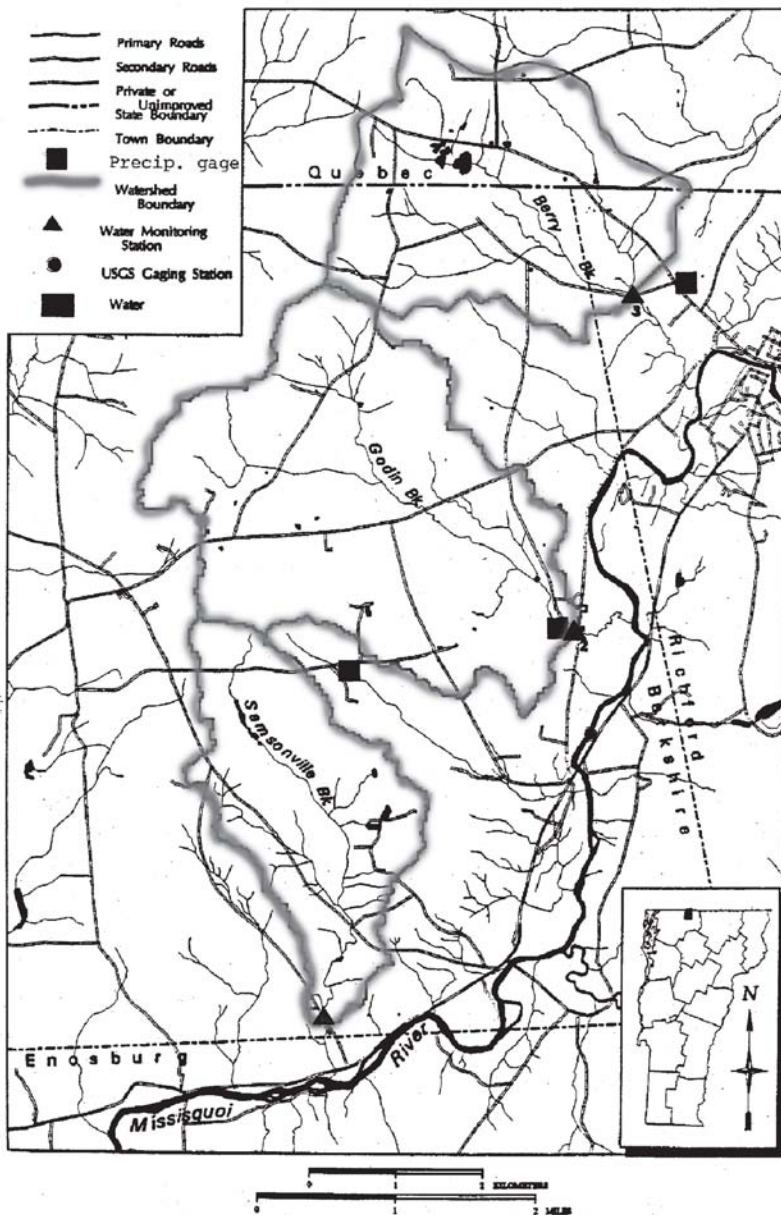 Primary Roads
Secondary Roads
Private or
Unimproved
State Boundary
Town Boundary
Precip. gage
Watershed
Boundary
Water Monitoring
Station
USGS Gaging Station
Water
Quebec
Berry
Bk
3
Godin Bk
2
Richford
Berkshire
Samsonville Bk
N
Enosburg
River
Missisquoi
0 1 2 KILOMETERS
0 1 2 MILES